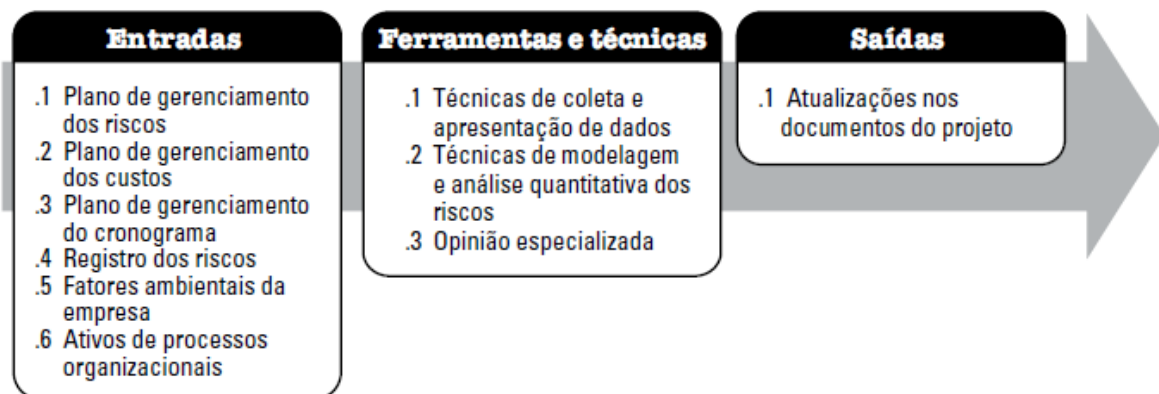 Entradas
.1 Plano de gerenciamento
dos riscos
.2 Plano de gerenciamento
dos custos
.3 Plano de gerenciamento
do cronograma
.4 Registro dos riscos
.5 Fatores ambientais da
empresa
.6 Ativos de processos
organizacionais
Ferramentas e técnicas
.1 Técnicas de coleta e
apresentação de dados
.2 Técnicas de modelagem
e análise quantitativa dos
riscos
.3 Opinião especializada
Saídas
.1 Atualizações nos
documentos do projeto